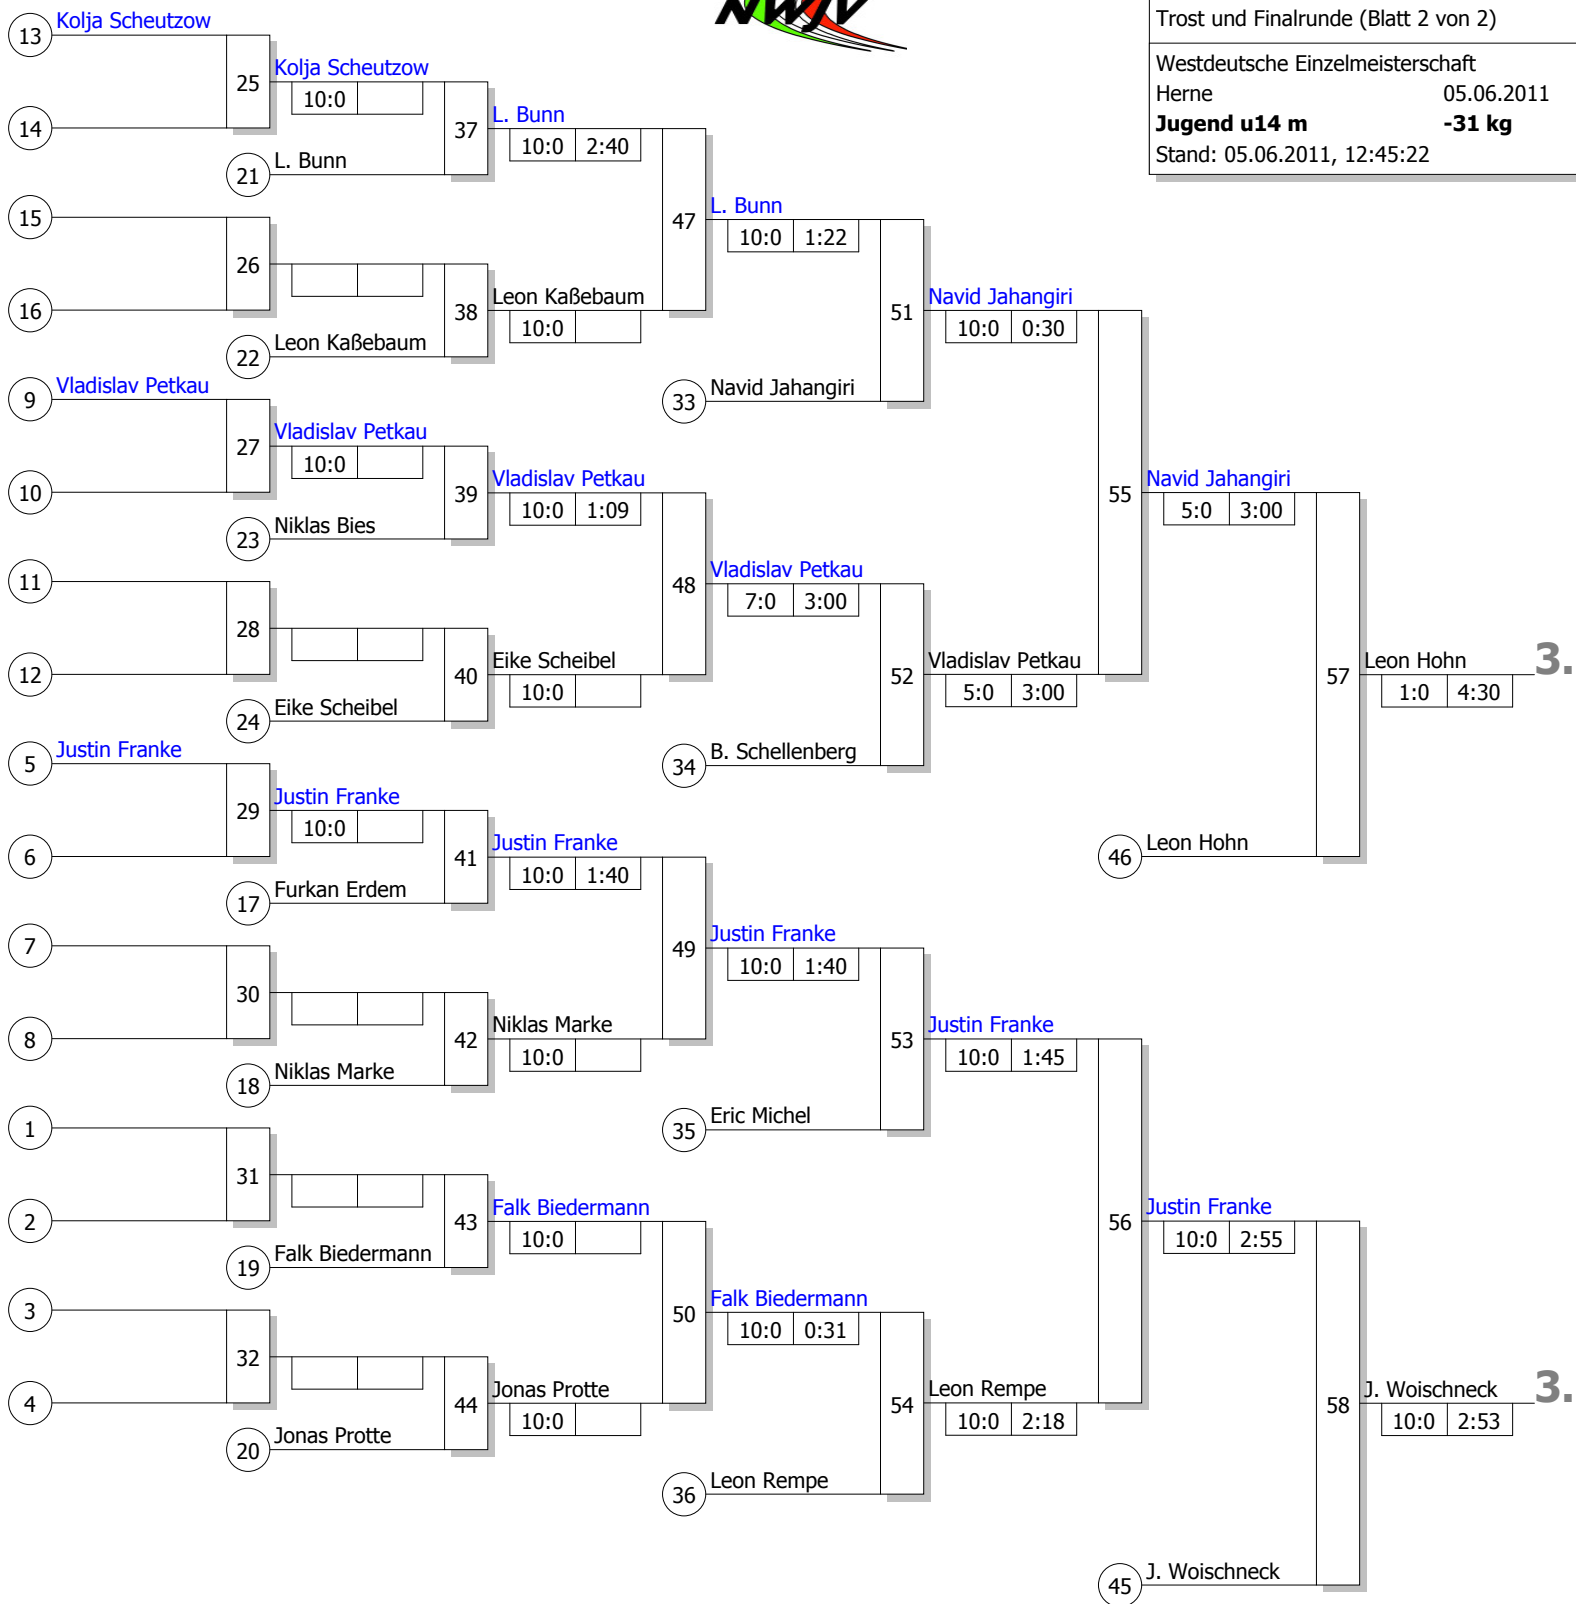 NWJV
Trost und Finalrunde (Blatt 2 von 2)
Westdeutsche Einzelmeisterschaft
Herne 05.06.2011
Jugend u14 m -31 kg
Stand: 05.06.2011, 12:45:22
13 Kolja Scheutzow
25 Kolja Scheutzow
10:0
14
37 L. Bunn
10:0 2:40
21 L. Bunn
15
47 L. Bunn
10:0 1:22
26
16
38 Leon Kaßebaum
10:0
22 Leon Kaßebaum
51 Navid Jahangiri
10:0 0:30
33 Navid Jahangiri
9 Vladislav Petkau
27 Vladislav Petkau
10:0
10
39 Vladislav Petkau
10:0 1:09
23 Niklas Bies
55 Navid Jahangiri
5:0 3:00
11
48 Vladislav Petkau
7:0 3:00
28
12
40 Eike Scheibel
10:0
24 Eike Scheibel
52 Vladislav Petkau
5:0 3:00
34 B. Schellenberg
57 Leon Hohn 3.
1:0 4:30
46 Leon Hohn
5 Justin Franke
29 Justin Franke
10:0
6
41 Justin Franke
10:0 1:40
17 Furkan Erdem
7
49 Justin Franke
10:0 1:40
30
8
42 Niklas Marke
10:0
18 Niklas Marke
53 Justin Franke
10:0 1:45
35 Eric Michel
1
31
2
43 Falk Biedermann
10:0
19 Falk Biedermann
56 Justin Franke
10:0 2:55
3
50 Falk Biedermann
10:0 0:31
32
4
44 Jonas Protte
10:0
20 Jonas Protte
54 Leon Rempe
10:0 2:18
36 Leon Rempe
58 J. Woischneck 3.
10:0 2:53
45 J. Woischneck